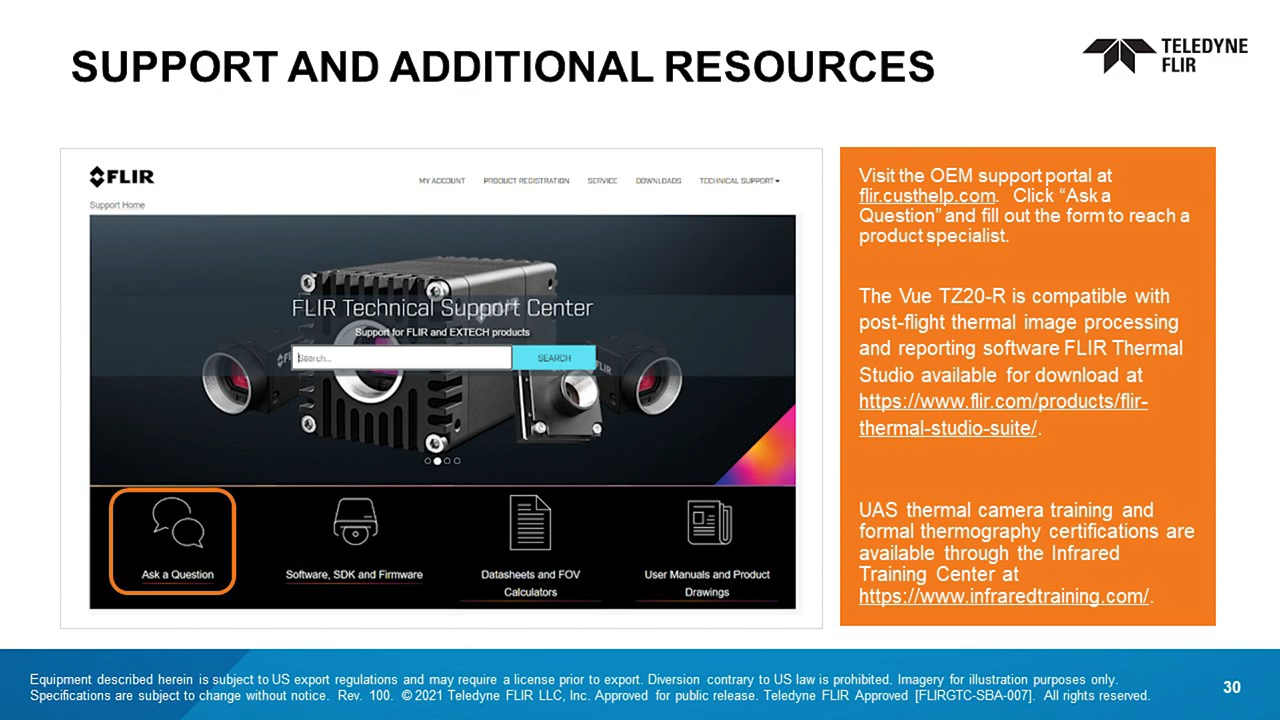 SUPPORT AND ADDITIONAL RESOURCES
TELEDYNE
FLIR
FLIR
MY ACCOUNT PRODUCT REGISTRATION SERVICE DOWNLOADS TECHNICAL SUPPORT
Support Home
FLIR Technical Support Center
Support for FLIR and EXTECH products
Search...
SEARCH
Ask a Question
Software, SDK and Firmware
Datasheets and FOV
Calculators
User Manuals and Product
Drawings
Visit the OEM support portal at
flir.custhelp.com. Click “Ask a
Question” and fill out the form to reach a
product specialist.
The Vue TZ20-R is compatible with
post-flight thermal image processing
and reporting software FLIR Thermal
Studio available for download at
https://www.flir.com/products/flir-
thermal-studio-suite/.
UAS thermal camera training and
formal thermography certifications are
available through the Infrared
Training Center at
https://www.infraredtraining.com/.
Equipment described herein is subject to US export regulations and may require a license prior to export. Diversion contrary to US law is prohibited. Imagery for illustration purposes only.
Specifications are subject to change without notice. Rev. 100. © 2021 Teledyne FLIR LLC, Inc. Approved for public release. Teledyne FLIR Approved [FLIRGTC-SBA-007]. All rights reserved.
30